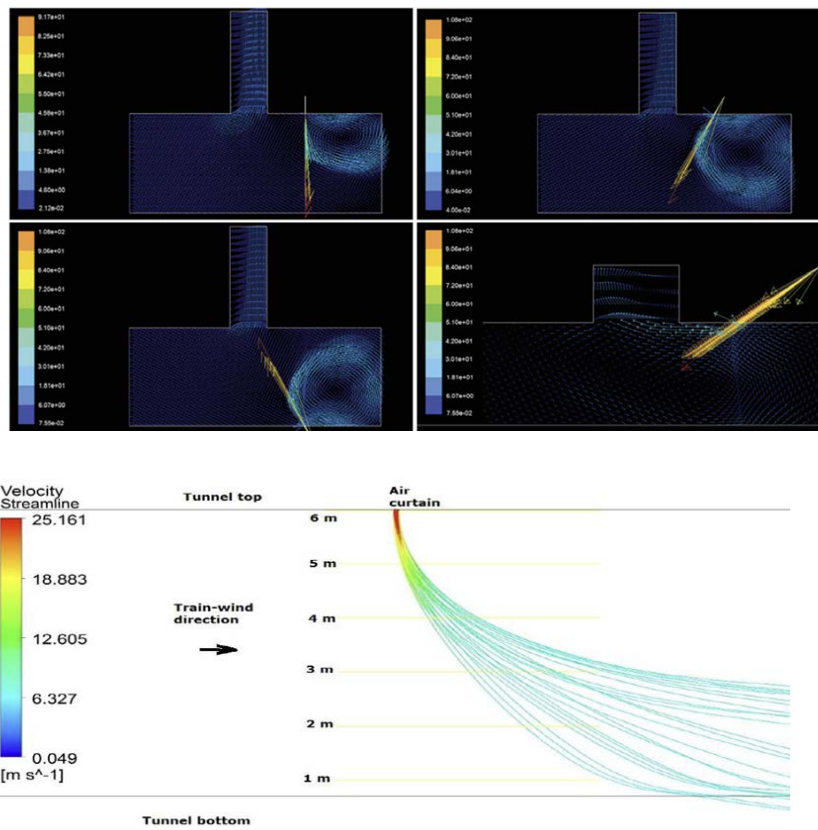 9.17e+01
8.25e+01
7.33e+01
6.42e+01
5.50e+01
4.58e+01
3.67e+01
2.75e+01
1.38e+01
4.60e+00
2.12e-02
1.08e+02
9.06e+01
8.40e+01
7.20e+01
6.00e+01
5.10e+01
4.20e+01
3.01e+01
1.81e+01
6.04e+00
4.00e-02
1.08e+02
9.06e+01
8.40e+01
7.20e+01
6.00e+01
5.10e+01
4.20e+01
3.01e+01
1.81e+01
6.07e+00
7.55e-02
1.08e+02
9.06e+01
8.40e+01
7.20e+01
6.00e+01
5.10e+01
4.20e+01
3.01e+01
1.81e+01
6.07e+00
7.55e-02
Velocity
Streamline
25.161
18.883
12.605
6.327
0.049
[m s^-1]
Tunnel top
Air
curtain
6 m
5 m
4 m
3 m
2 m
1 m
Train-wind
direction
Tunnel bottom